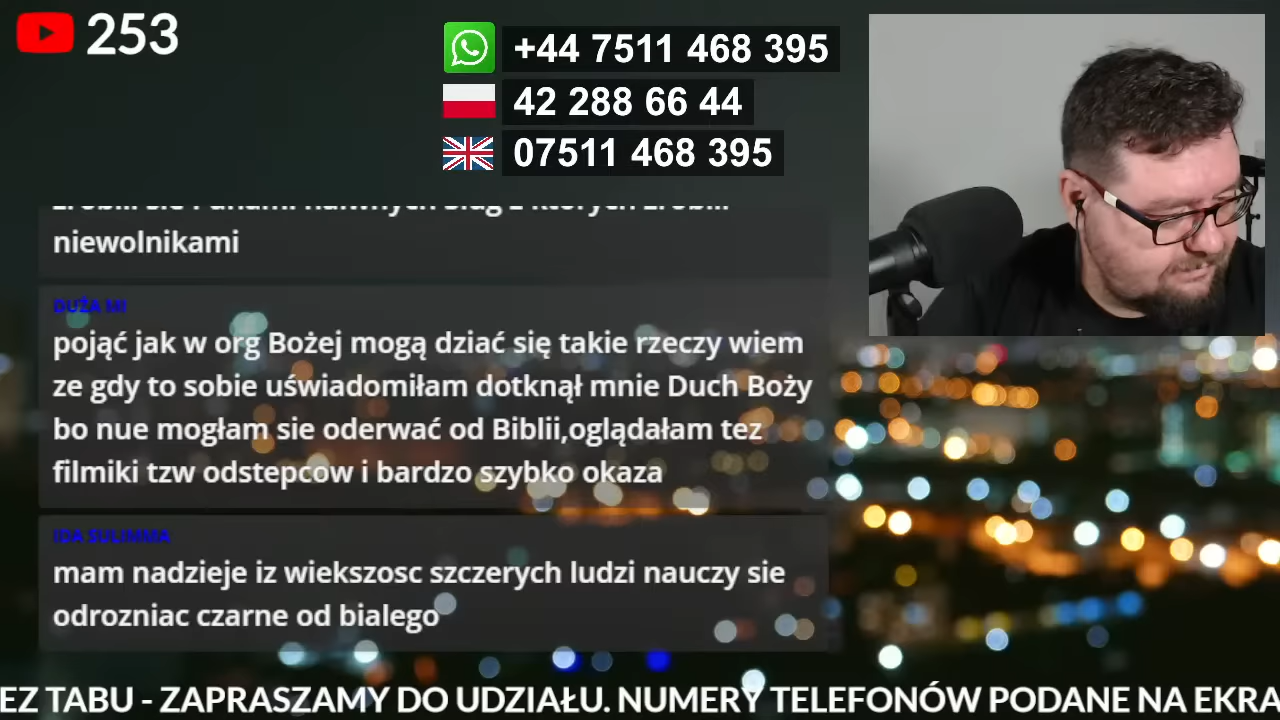 253
+44 7511 468 395
42 288 66 44
07511 468 395
niewolnikami
DUŻA MI
pojąć jak w org Bożej mogą dziać się takie rzeczy wiem
ze gdy to sobie uświadomiłam dotknął mnie Duch Boży
bo nue mogłam sie oderwać od Biblii,oglądałam tez
filmiki tzw odstepców i bardzo szybko okaza
IDA SULIMMA
mam nadzieje iz wiekszosc szczerych ludzi nauczy sie
odrozniac czarne od bialego
EZ TABU - ZAPRASZAMY DO UDZIAŁU. NUMERY TELEFONÓW PODANE NA EKRA